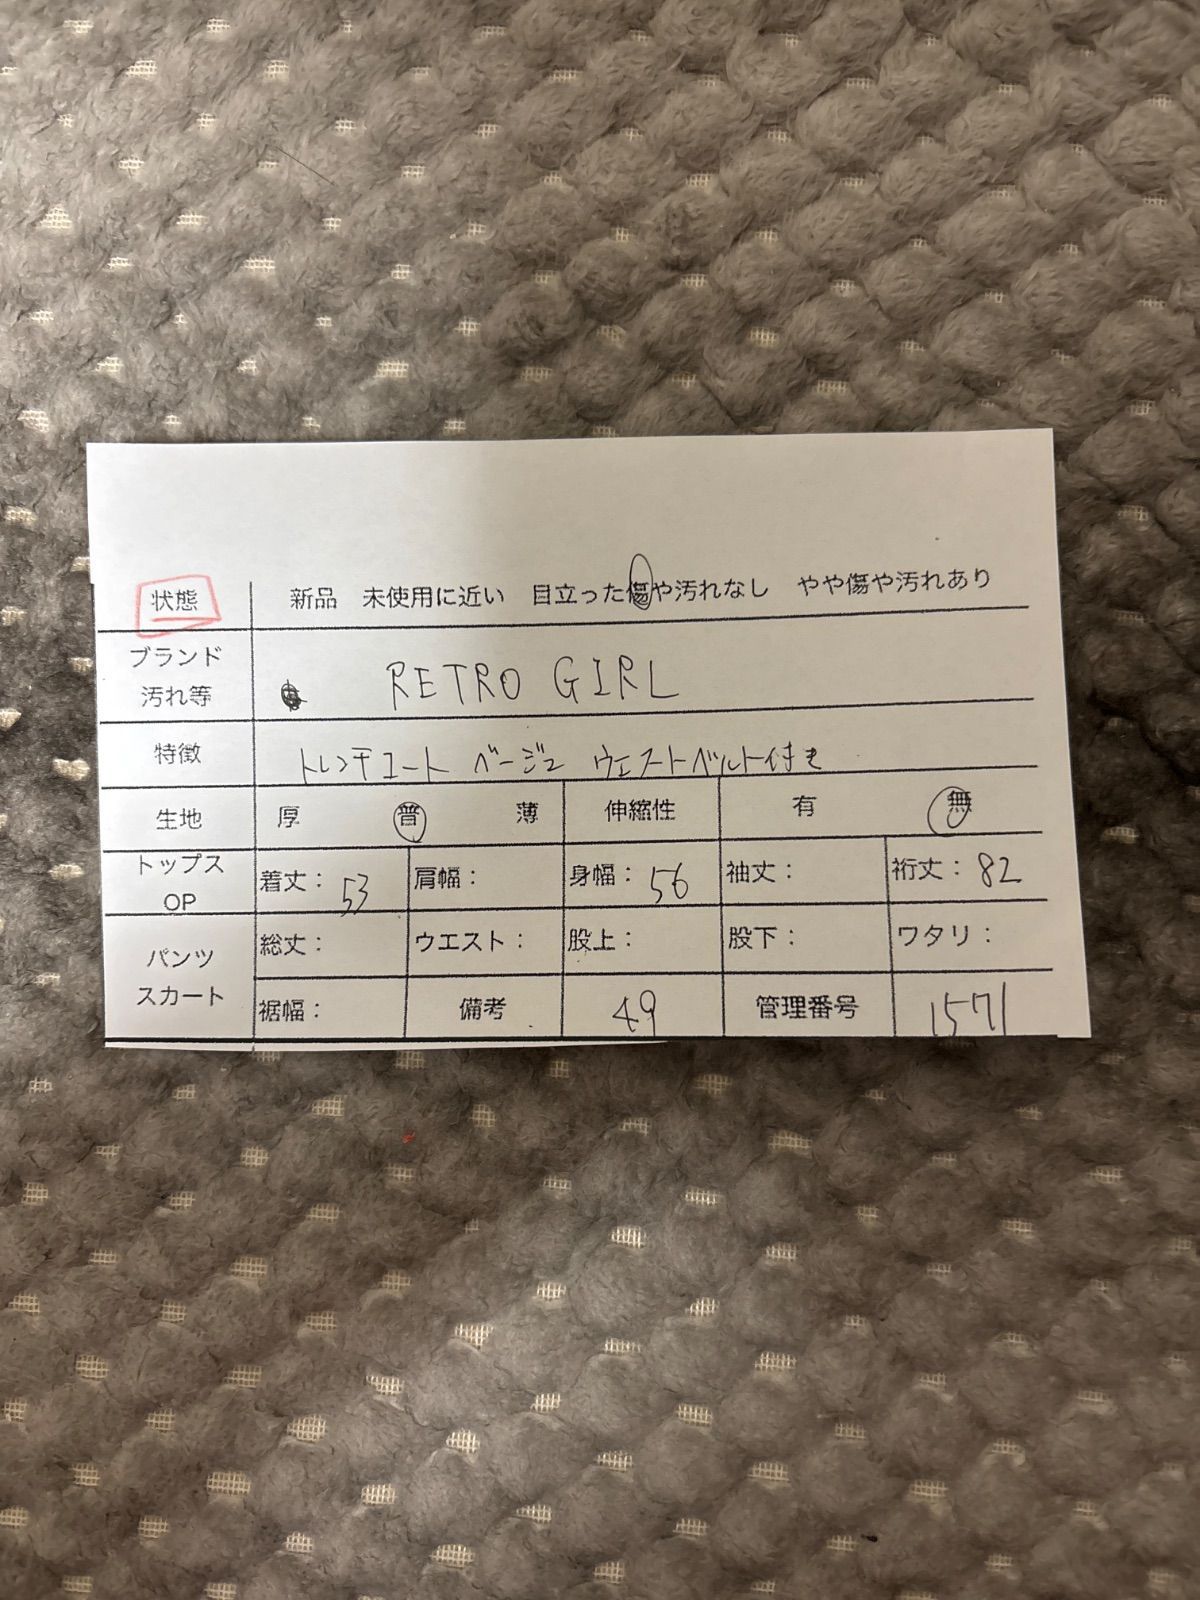 状態 新品 未使用に近い 目立った傷や汚れなし やや傷や汚れあり
ブランド
汚れ等 RETRO GIRL
特徴 トレンチコート ベージュ ウエストベルト付き
生地 厚 普 薄 伸縮性 有 無
トップス
OP 着丈：53 肩幅： 身幅：56 袖丈： 裄丈：82
パンツ
スカート 総丈： ウエスト： 股上： 股下： ワタリ：
裾幅： 備考 49 管理番号 1571